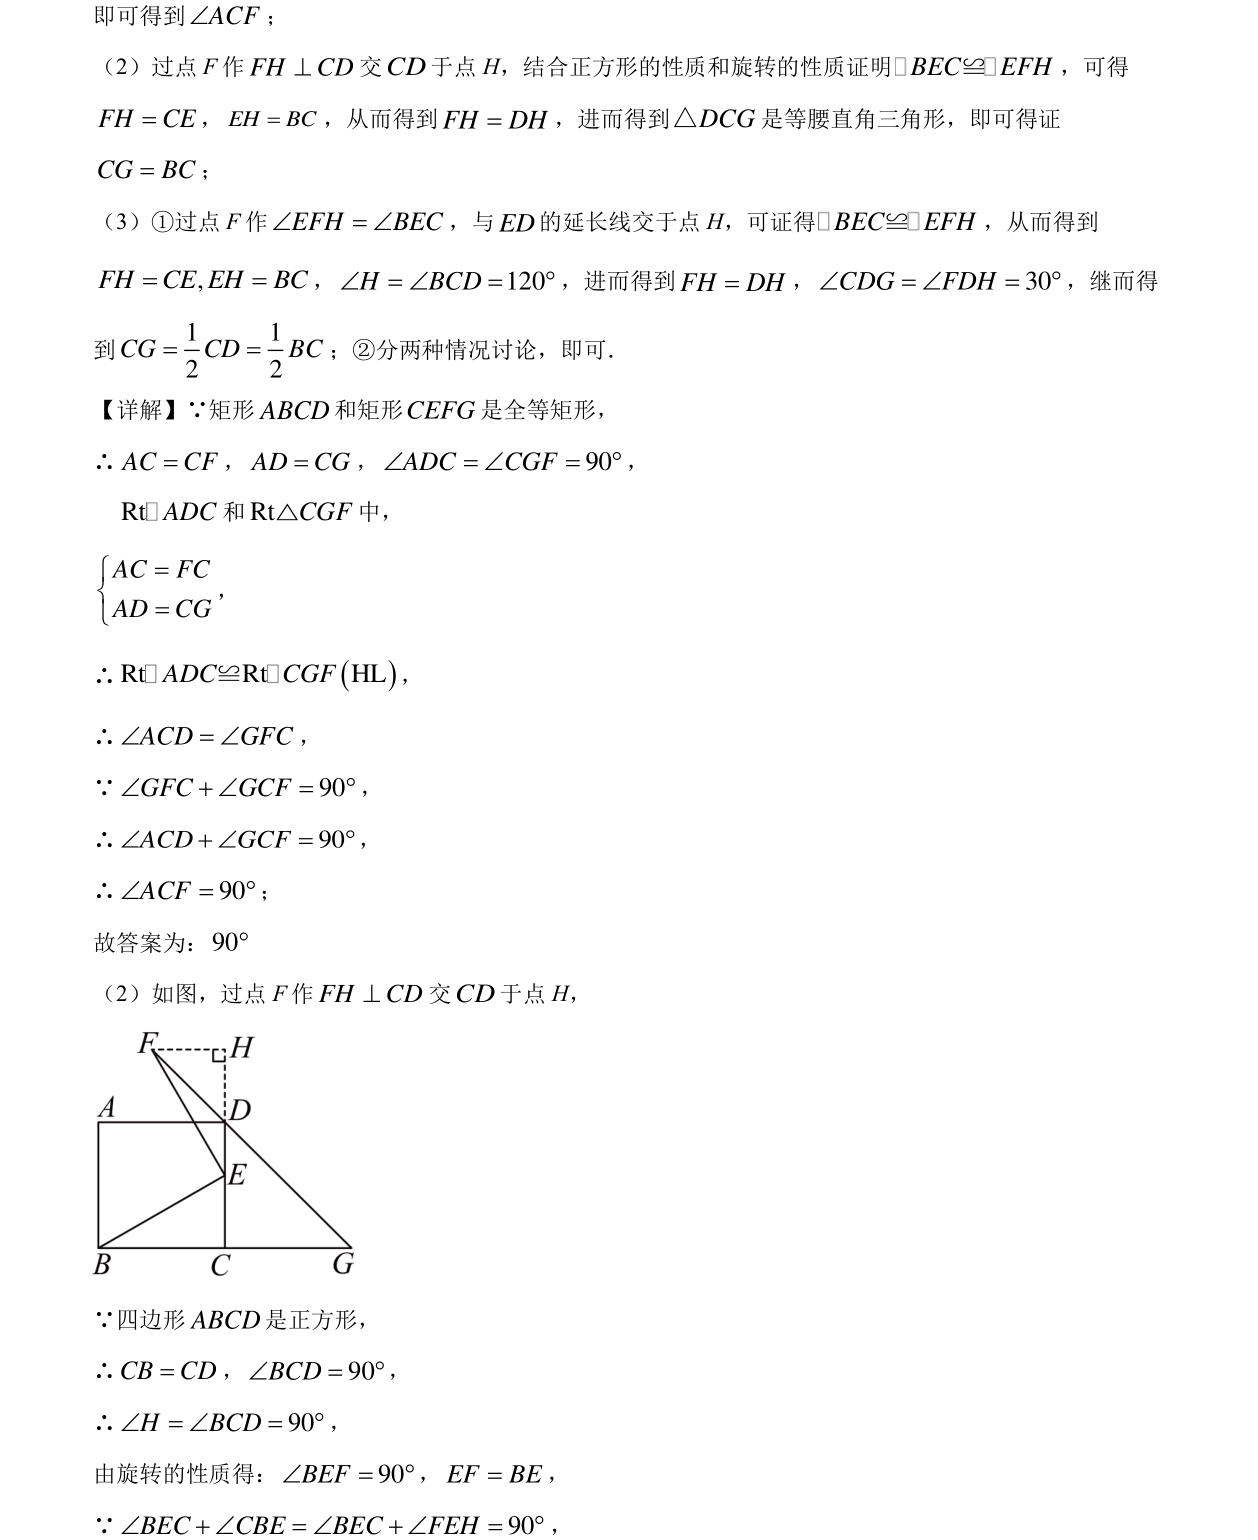 即可得到∠ACF；
（2）过点F作FH⊥CD交CD于点H，结合正方形的性质和旋转的性质证明□BEC≌□EFH，可得
FH=CE，EH=BC，从而得到FH=DH，进而得到△DCG是等腰直角三角形，即可得证
CG=BC；
（3）①过点F作∠EFH=∠BEC，与ED的延长线交于点H，可证得□BEC≌□EFH，从而得到
FH=CE,EH=BC，∠H=∠BCD=120°，进而得到FH=DH，∠CDG=∠FDH=30°，继而得
到CG=1/2CD=1/2BC；②分两种情况讨论，即可．
【详解】∵矩形ABCD和矩形CEFG是全等矩形，
∴AC=CF，AD=CG，∠ADC=∠CGF=90°，
Rt□ADC和Rt△CGF中，
{AC=FC
AD=CG，
∴Rt□ADC≌Rt□CGF(HL)，
∴∠ACD=∠GFC，
∵∠GFC+∠GCF=90°，
∴∠ACD+∠GCF=90°，
∴∠ACF=90°；
故答案为：90°
（2）如图，过点F作FH⊥CD交CD于点H，
F H
A D
E
B C G
∵四边形ABCD是正方形，
∴CB=CD，∠BCD=90°，
∴∠H=∠BCD=90°，
由旋转的性质得：∠BEF=90°，EF=BE，
∵∠BEC+∠CBE=∠BEC+∠FEH=90°，